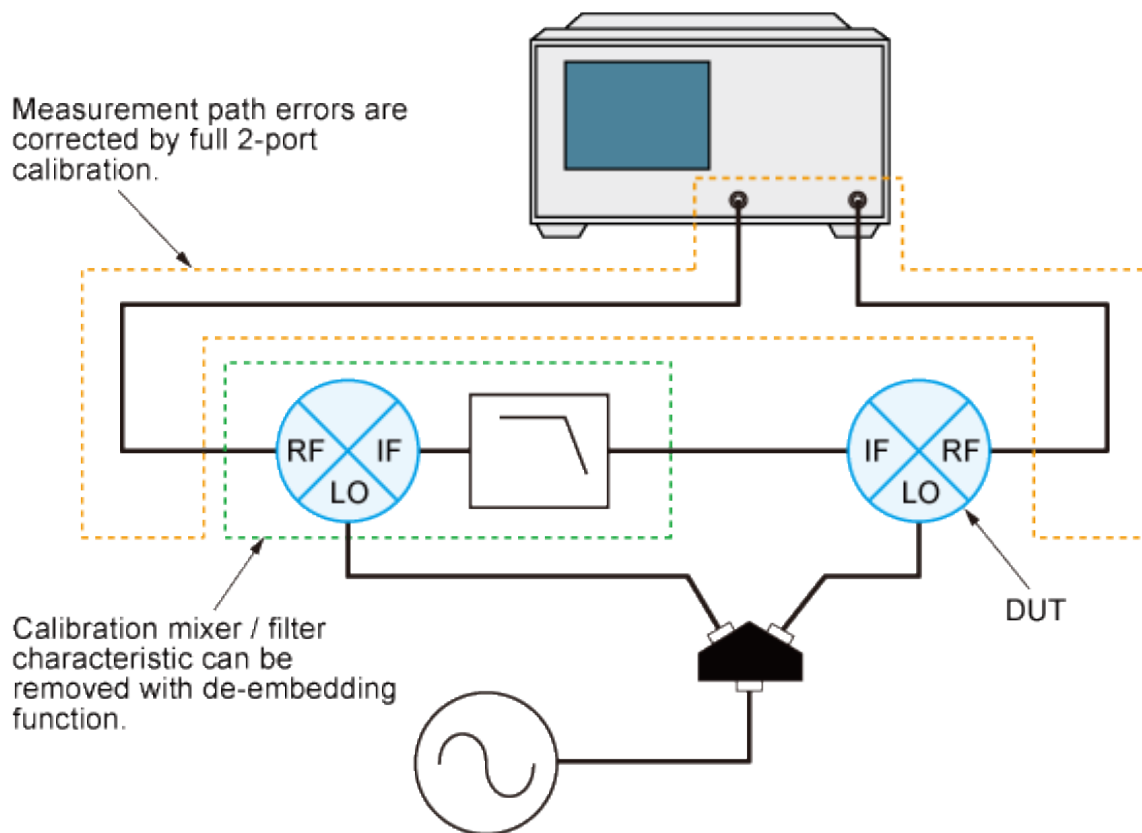 Measurement path errors are
corrected by full 2-port
calibration.
RF
IF
LO
IF
RF
LO
DUT
Calibration mixer / filter
characteristic can be
removed with de-embedding
function.